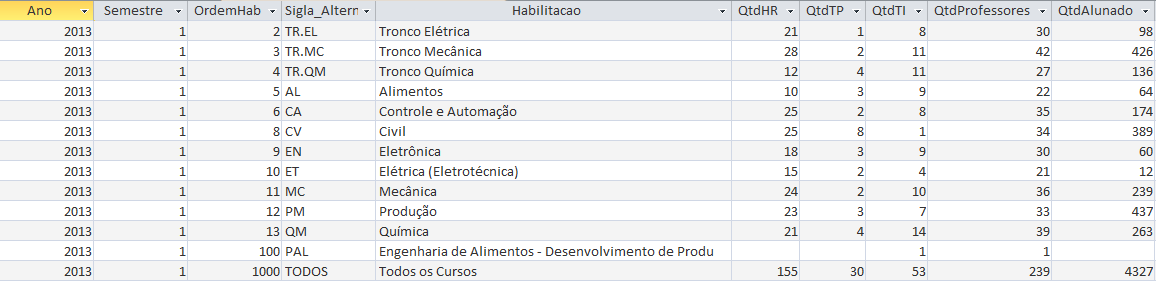 Ano Semestre OrdemHab Sigla_Altern Habilitacao QtdHR QtdTP QtdTI QtdProfessores QtdAlunado
2013 1 2 TR.EL Tronco Elétrica 21 1 8 30 98
2013 1 3 TR.MC Tronco Mecânica 28 2 11 42 426
2013 1 4 TR.QM Tronco Química 12 4 11 27 136
2013 1 5 AL Alimentos 10 3 9 22 64
2013 1 6 CA Controle e Automação 25 2 8 35 174
2013 1 8 CV Civil 25 8 1 34 389
2013 1 9 EN Eletrônica 18 3 9 30 60
2013 1 10 ET Elétrica (Eletrotécnica) 15 2 4 21 12
2013 1 11 MC Mecânica 24 2 10 36 239
2013 1 12 PM Produção 23 3 7 33 437
2013 1 13 QM Química 21 4 14 39 263
2013 1 100 PAL Engenharia de Alimentos - Desenvolvimento de Produ 1 1
2013 1 1000 TODOS Todos os Cursos 155 30 53 239 4327